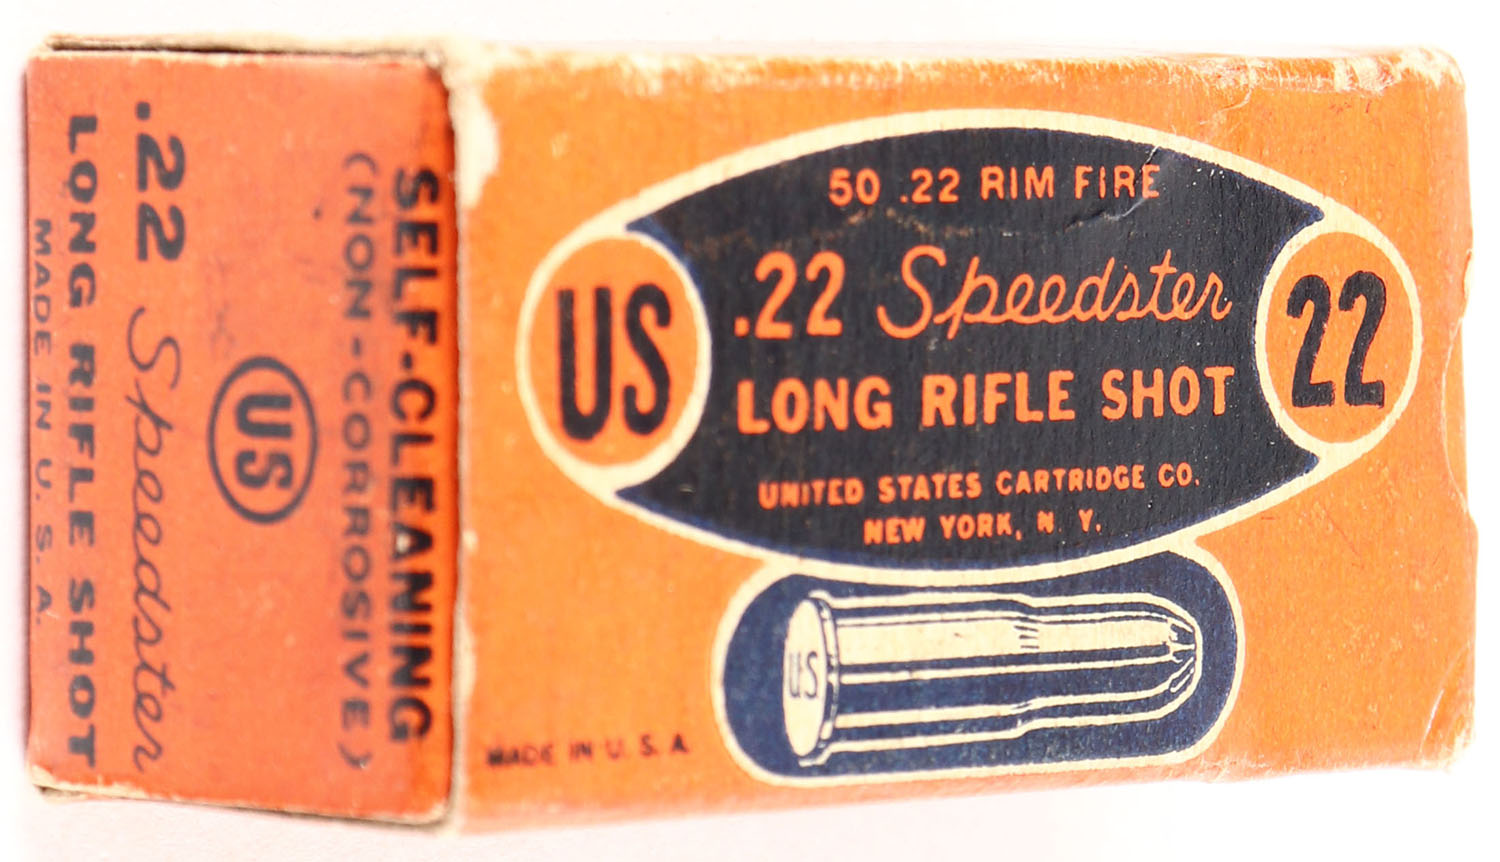 50 .22 RIM FIRE
US
.22 Speedster
22
LONG RIFLE SHOT
UNITED STATES CARTRIDGE CO.
NEW YORK, N. Y.
US
MADE IN U. S. A.
SELF-CLEANING
(NON-CORROSIVE)
US
.22 Speedster
LONG RIFLE SHOT
MADE IN U. S. A.